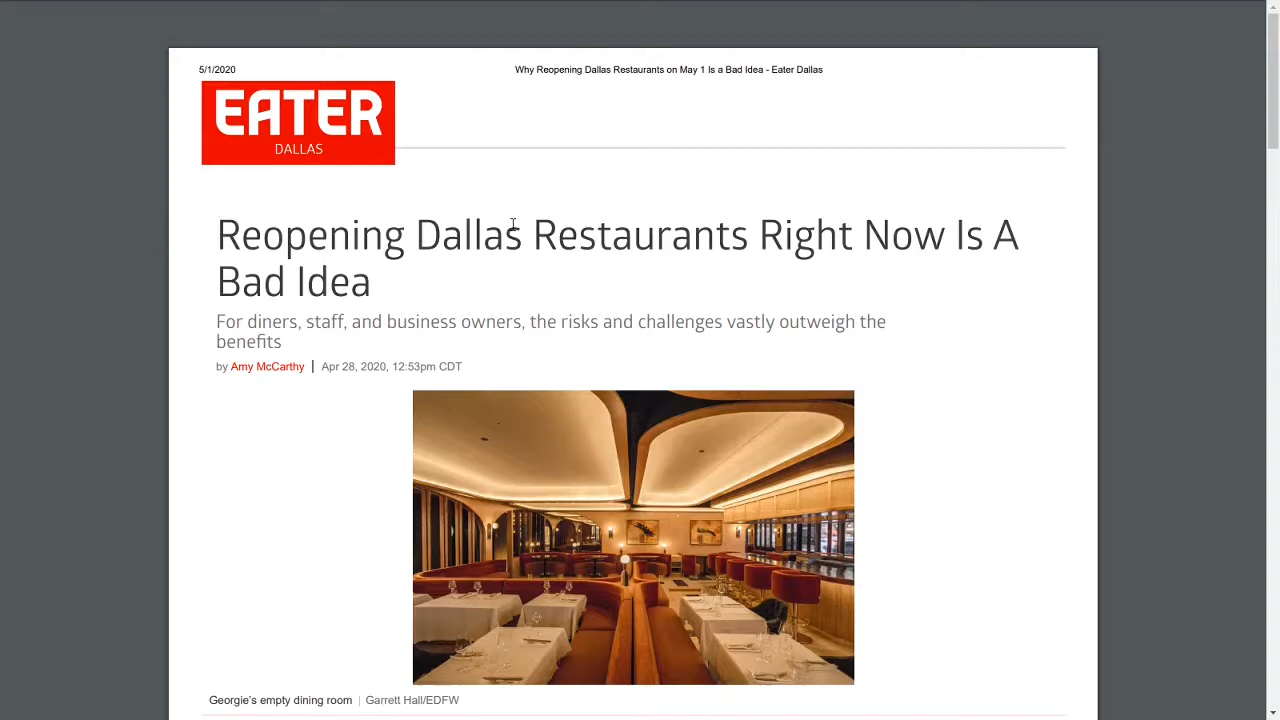 5/1/2020
Why Reopening Dallas Restaurants on May 1 Is a Bad Idea - Eater Dallas
EATER
DALLAS
Reopening Dallas Restaurants Right Now Is A
Bad Idea
For diners, staff, and business owners, the risks and challenges vastly outweigh the
benefits
by Amy McCarthy | Apr 28, 2020, 12:53pm CDT
Georgie's empty dining room | Garrett Hall/EDFW